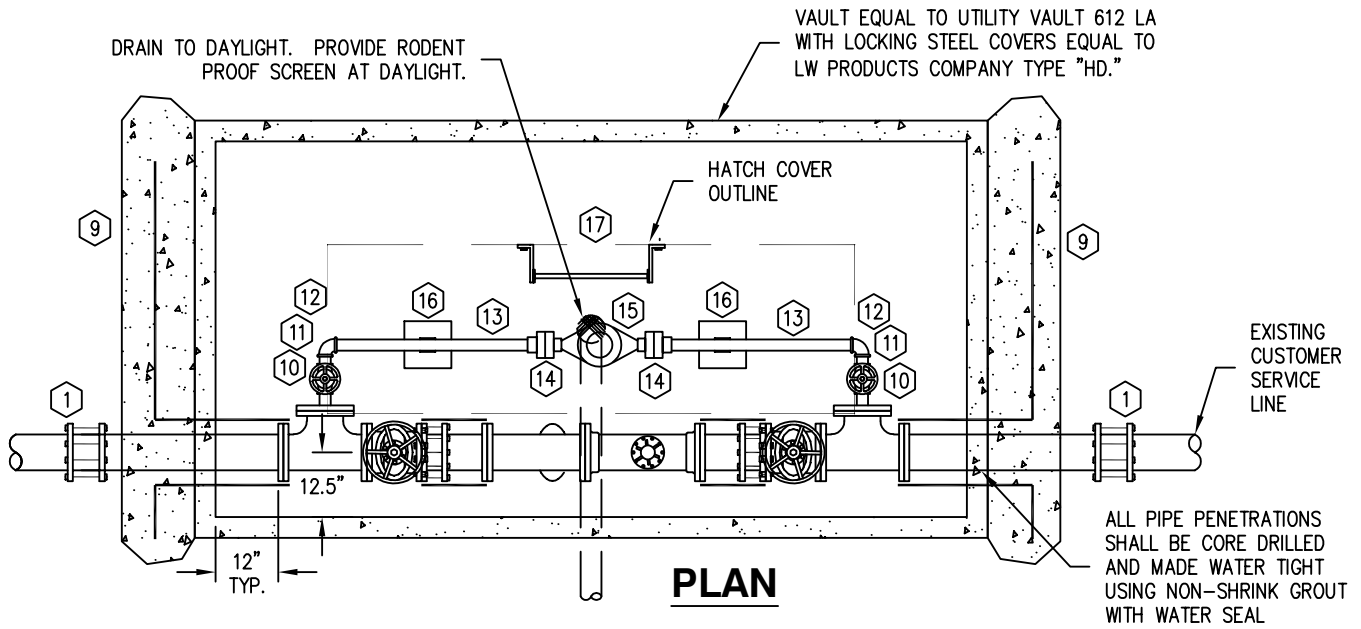 VAULT EQUAL TO UTILITY VAULT 612 LA
WITH LOCKING STEEL COVERS EQUAL TO
LW PRODUCTS COMPANY TYPE "HD."
DRAIN TO DAYLIGHT. PROVIDE RODENT
PROOF SCREEN AT DAYLIGHT.
HATCH COVER
OUTLINE
9
17
9
12
16
13
15
16
13
12
11
11
10
14
14
10
EXISTING
CUSTOMER
SERVICE
LINE
1
1
12.5"
12"
TYP.
PLAN
ALL PIPE PENETRATIONS
SHALL BE CORE DRILLED
AND MADE WATER TIGHT
USING NON-SHRINK GROUT
WITH WATER SEAL